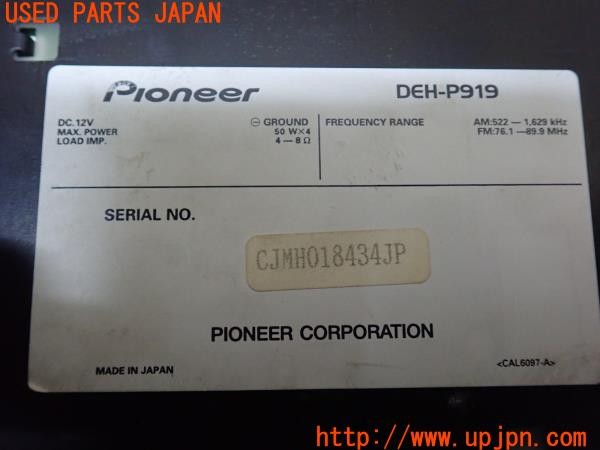 USED PARTS JAPAN
Pioneer DEH-P919
DC.12V ⊖ GROUND
MAX. POWER 50 W×4
LOAD IMP. 4—8 Ω
FREQUENCY RANGE AM:522 — 1,629 kHz
FM:76.1 —89.9 MHz
SERIAL NO.
CJMH018434JP
PIONEER CORPORATION
MADE IN JAPAN <CAL6097-A>
http://www.upjpn.com/